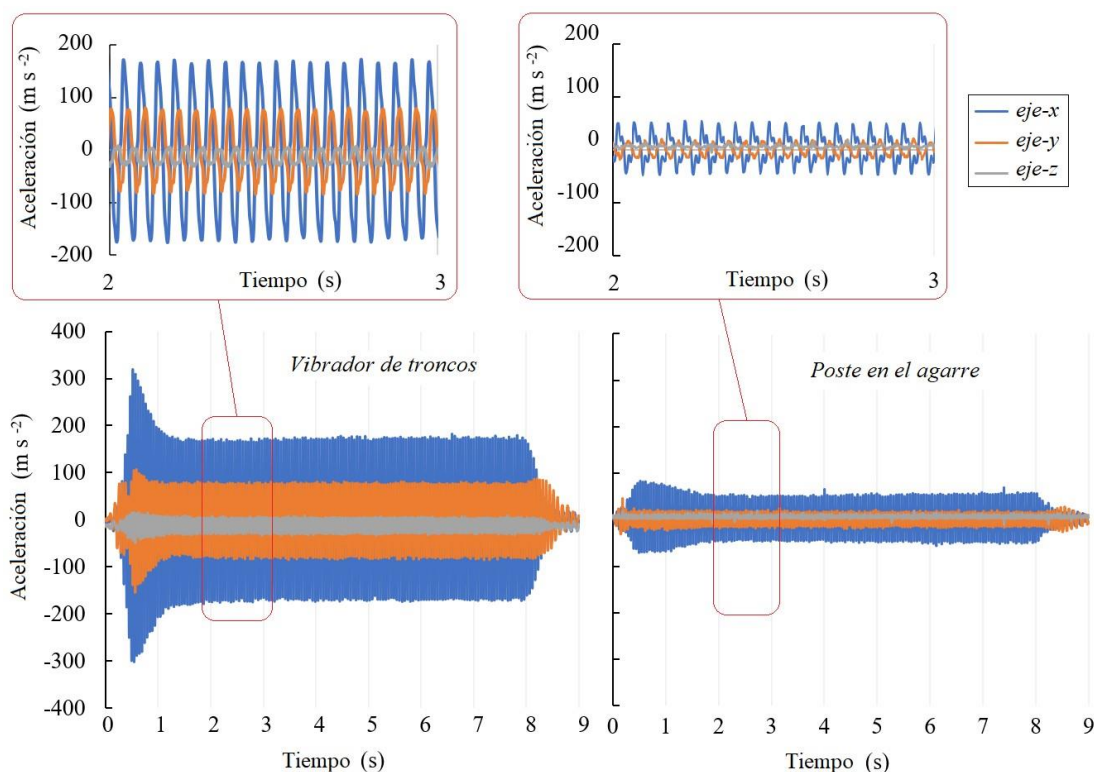 200
100
0
-100
-200
Aceleración (m s -2)
2
3
Tiempo (s)
200
100
0
-100
-200
Aceleración (m s -2)
2
3
Tiempo (s)
eje-x
eje-y
eje-z
400
300
200
100
0
-100
-200
-300
-400
Aceleración (m s -2)
Vibrador de troncos
0 1 2 3 4 5 6 7 8 9
Tiempo (s)
Poste en el agarre
0 1 2 3 4 5 6 7 8 9
Tiempo (s)